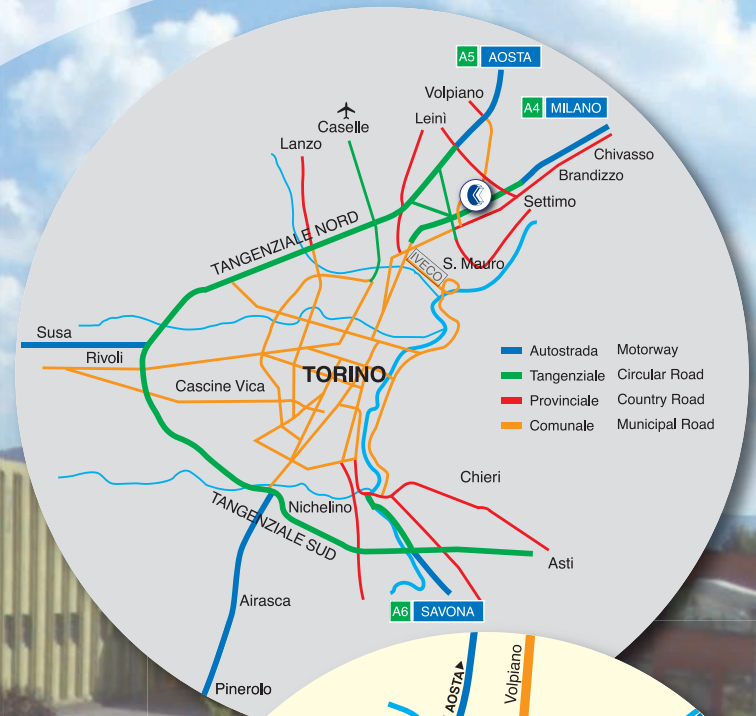 A5 AOSTA
Volpiano
A4 MILANO
Leinì
Caselle
Lanzo
Chivasso
Brandizzo
Settimo
TANGENZIALE NORD
IVECO
S. Mauro
Susa
Rivoli
Autostrada Motorway
TORINO
Tangenziale Circular Road
Cascine Vica
Provinciale Country Road
Comunale Municipal Road
Chieri
TANGENZIALE SUD
Nichelino
Asti
Airasca
A6 SAVONA
Pinerolo
AOSTA
Volpiano